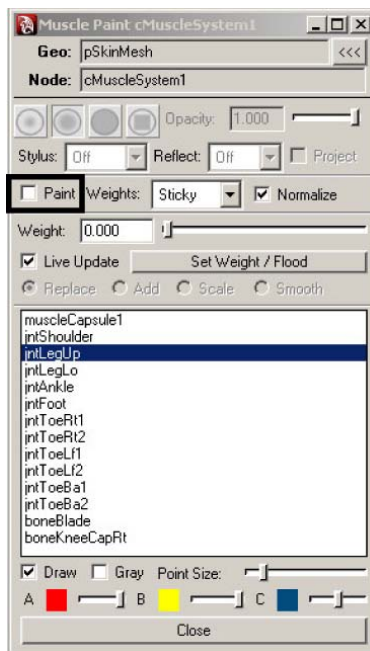 Muscle Paint cMuscleSystem1
Geo: pSkinMesh <<<
Node: cMuscleSystem1
Opacity: 1.000
Stylus: Off Reflect: Off Project
Paint Weights: Sticky Normalize
Weight: 0.000
Live Update Set Weight / Flood
Replace Add Scale Smooth
muscleCapsule1
jntShoulder
jntLegUp
jntLegLo
jntAnkle
jntFoot
jntToeRt1
jntToeRt2
jntToeLf1
jntToeLf2
jntToeBa1
jntToeBa2
boneBlade
boneKneeCapRt
Draw Gray Point Size:
A B C
Close